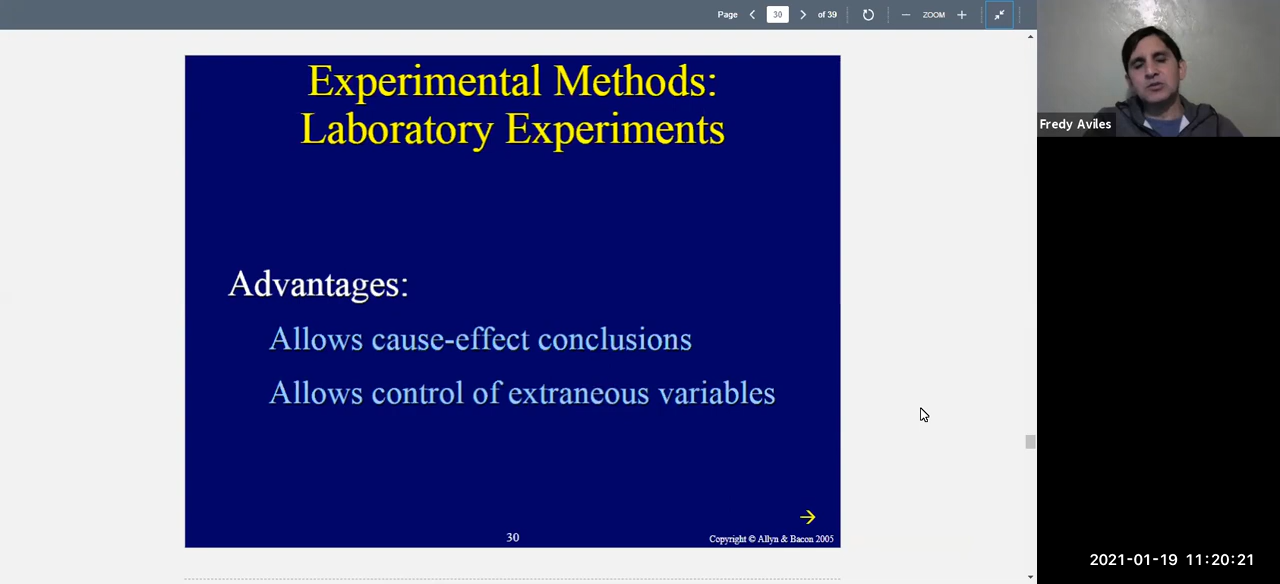 Page 30 of 39 ZOOM
Experimental Methods:
Laboratory Experiments
Advantages:
Allows cause-effect conclusions
Allows control of extraneous variables
30
Copyright © Allyn & Bacon 2005
Fredy Aviles
2021-01-19 11:20:21